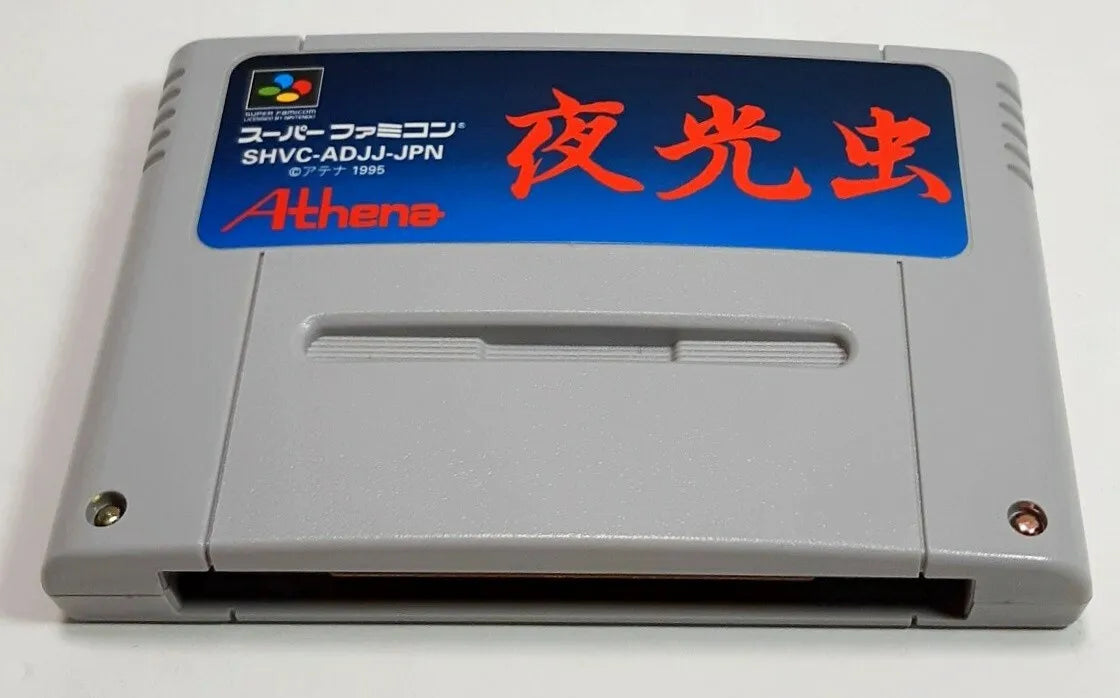 SUPER FAMICOM
LICENSED BY NINTENDO
スーパーファミコン®
SHVC-ADJJ-JPN
©アテナ 1995
Athena
夜光虫